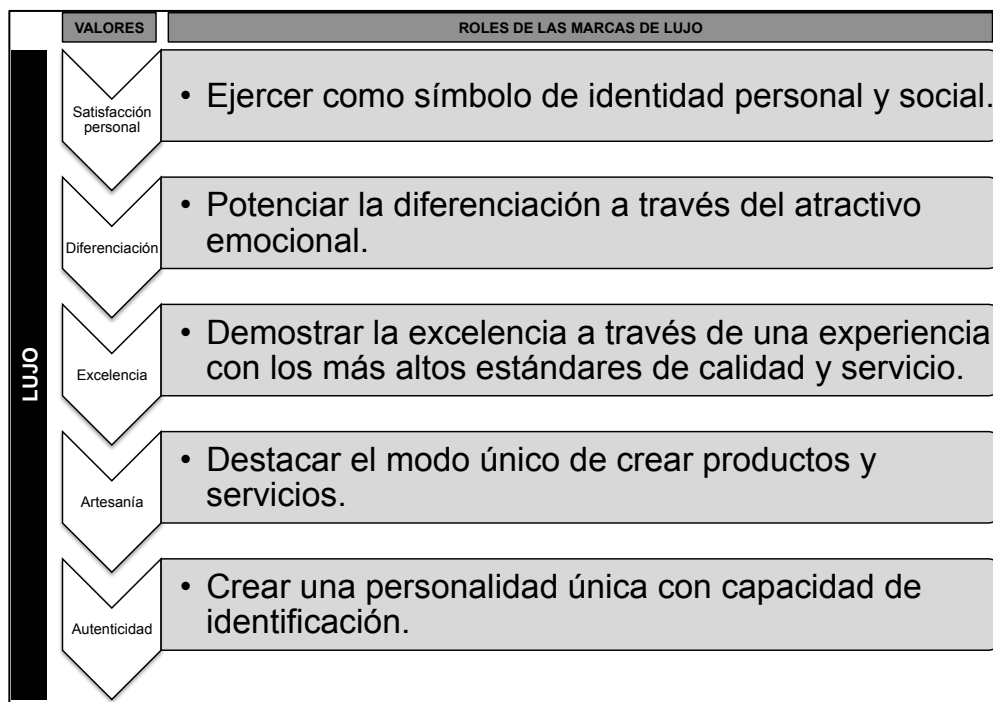 VALORES
ROLES DE LAS MARCAS DE LUJO
LUJO
Satisfacción
personal
• Ejercer como símbolo de identidad personal y social.
Diferenciación
• Potenciar la diferenciación a través del atractivo
emocional.
Excelencia
• Demostrar la excelencia a través de una experiencia
con los más altos estándares de calidad y servicio.
Artesanía
• Destacar el modo único de crear productos y
servicios.
Autenticidad
• Crear una personalidad única con capacidad de
identificación.